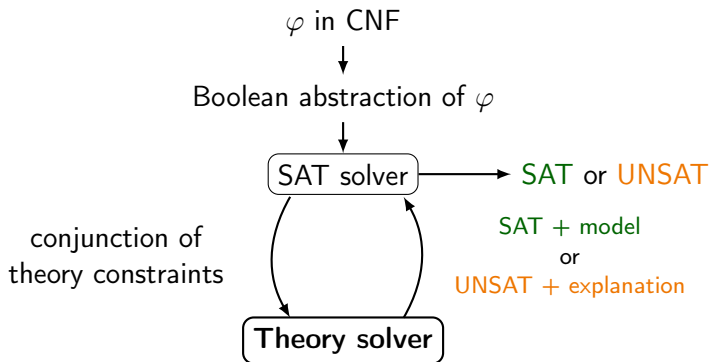 φ in CNF
Boolean abstraction of φ
SAT solver
SAT or UNSAT
conjunction of
theory constraints
SAT + model
or
UNSAT + explanation
Theory solver